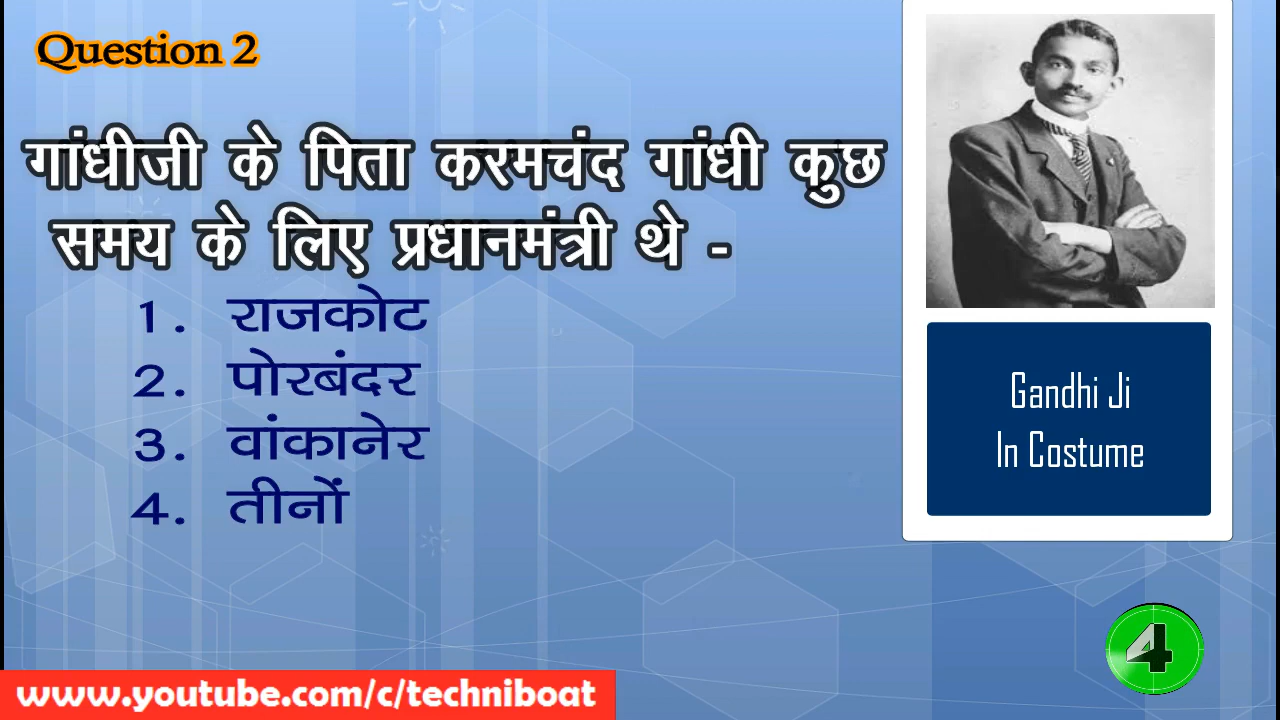 Question 2
गांधीजी के पिता करमचंद गांधी कुछ
समय के लिए प्रधानमंत्री थे -
1. राजकोट
2. पोरबंदर
3. वांकानेर
4. तीनों
Gandhi Ji
In Costume
4
www.youtube.com/c/techniboat